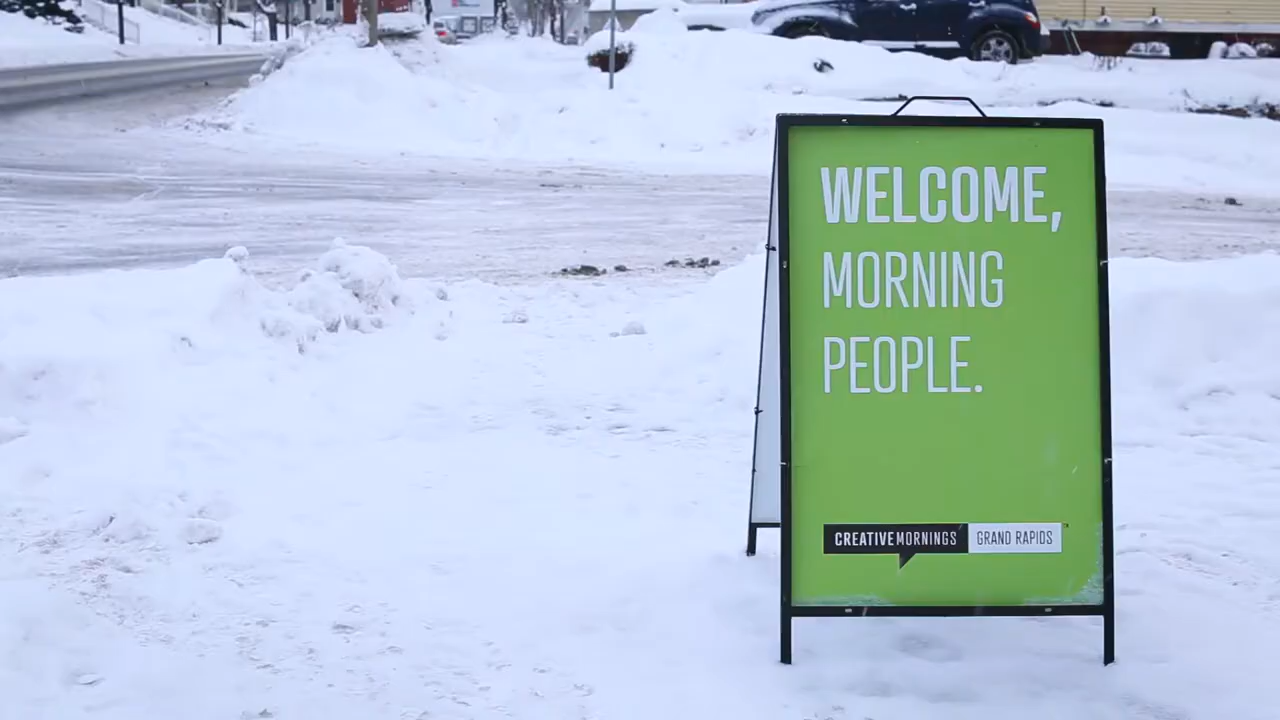 WELCOME,
MORNING
PEOPLE.
CREATIVEMORNINGS GRAND RAPIDS